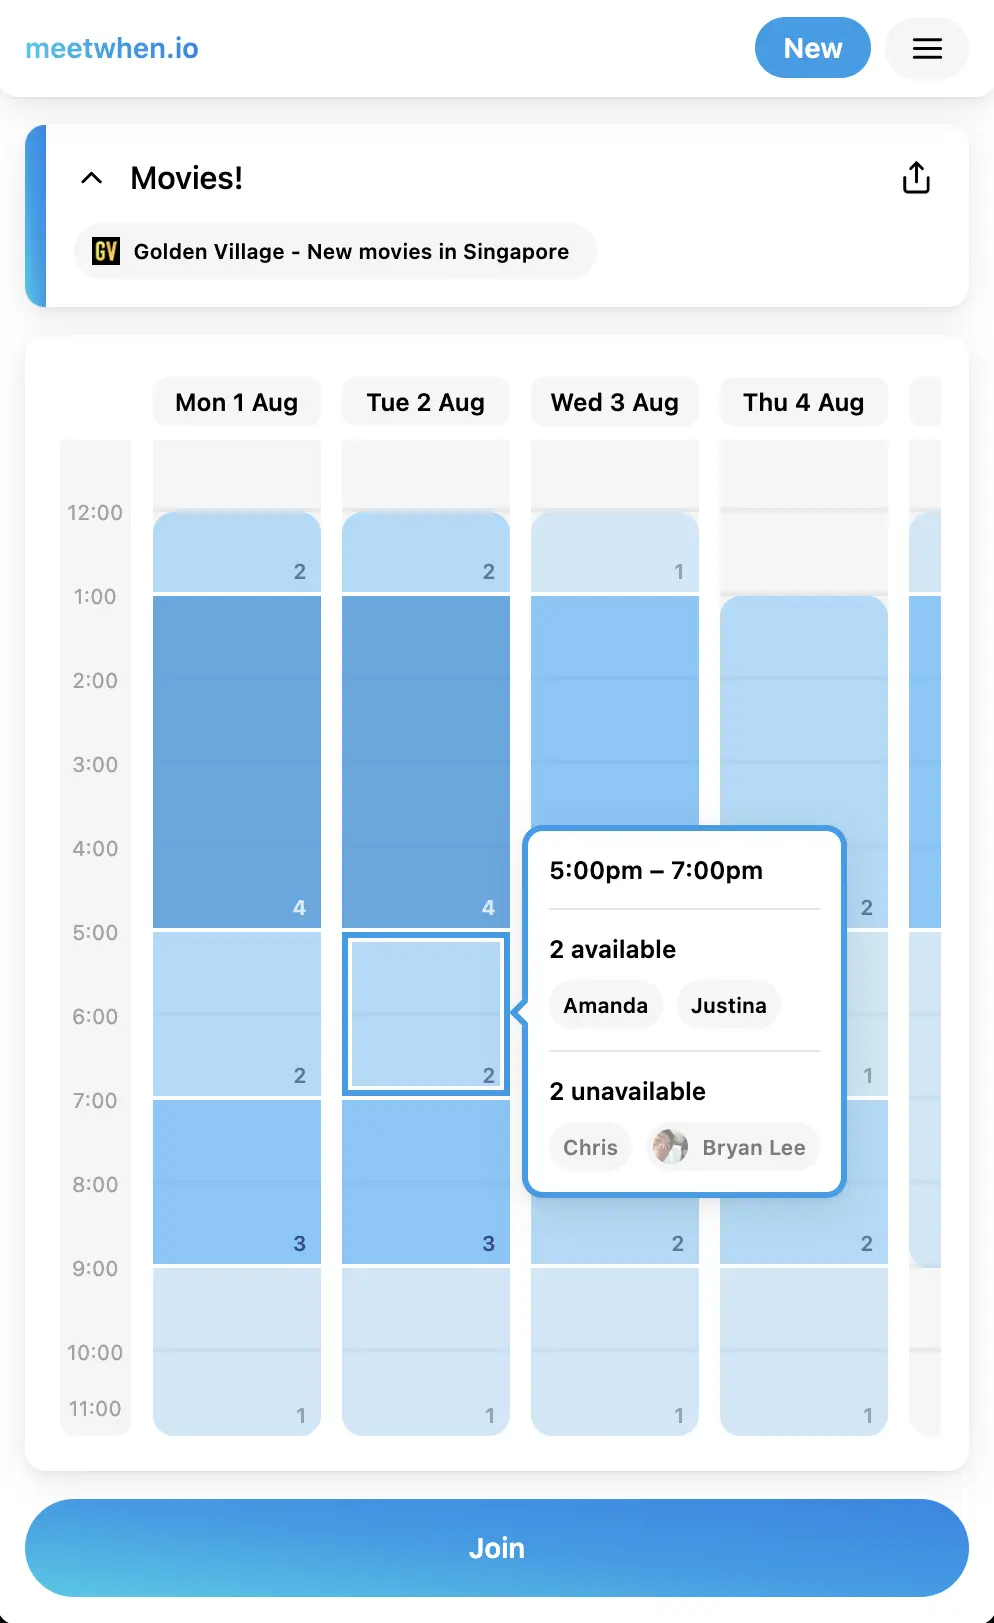 meetwhen.io
New
Movies!
GV Golden Village - New movies in Singapore
Mon 1 Aug Tue 2 Aug Wed 3 Aug Thu 4 Aug
12:00
2 2 1
1:00
2:00
3:00
4:00
5:00pm – 7:00pm
4 4 2
5:00
2 available
Amanda Justina
6:00
2 2 1
2 unavailable
7:00
Chris Bryan Lee
8:00
3 3 2 2
9:00
10:00
11:00
1 1 1 1
Join